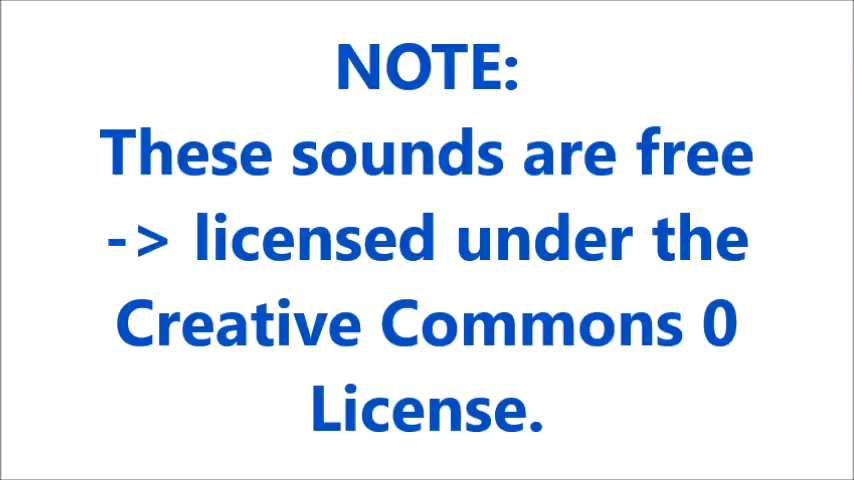 NOTE:
These sounds are free
-> licensed under the
Creative Commons 0
License.